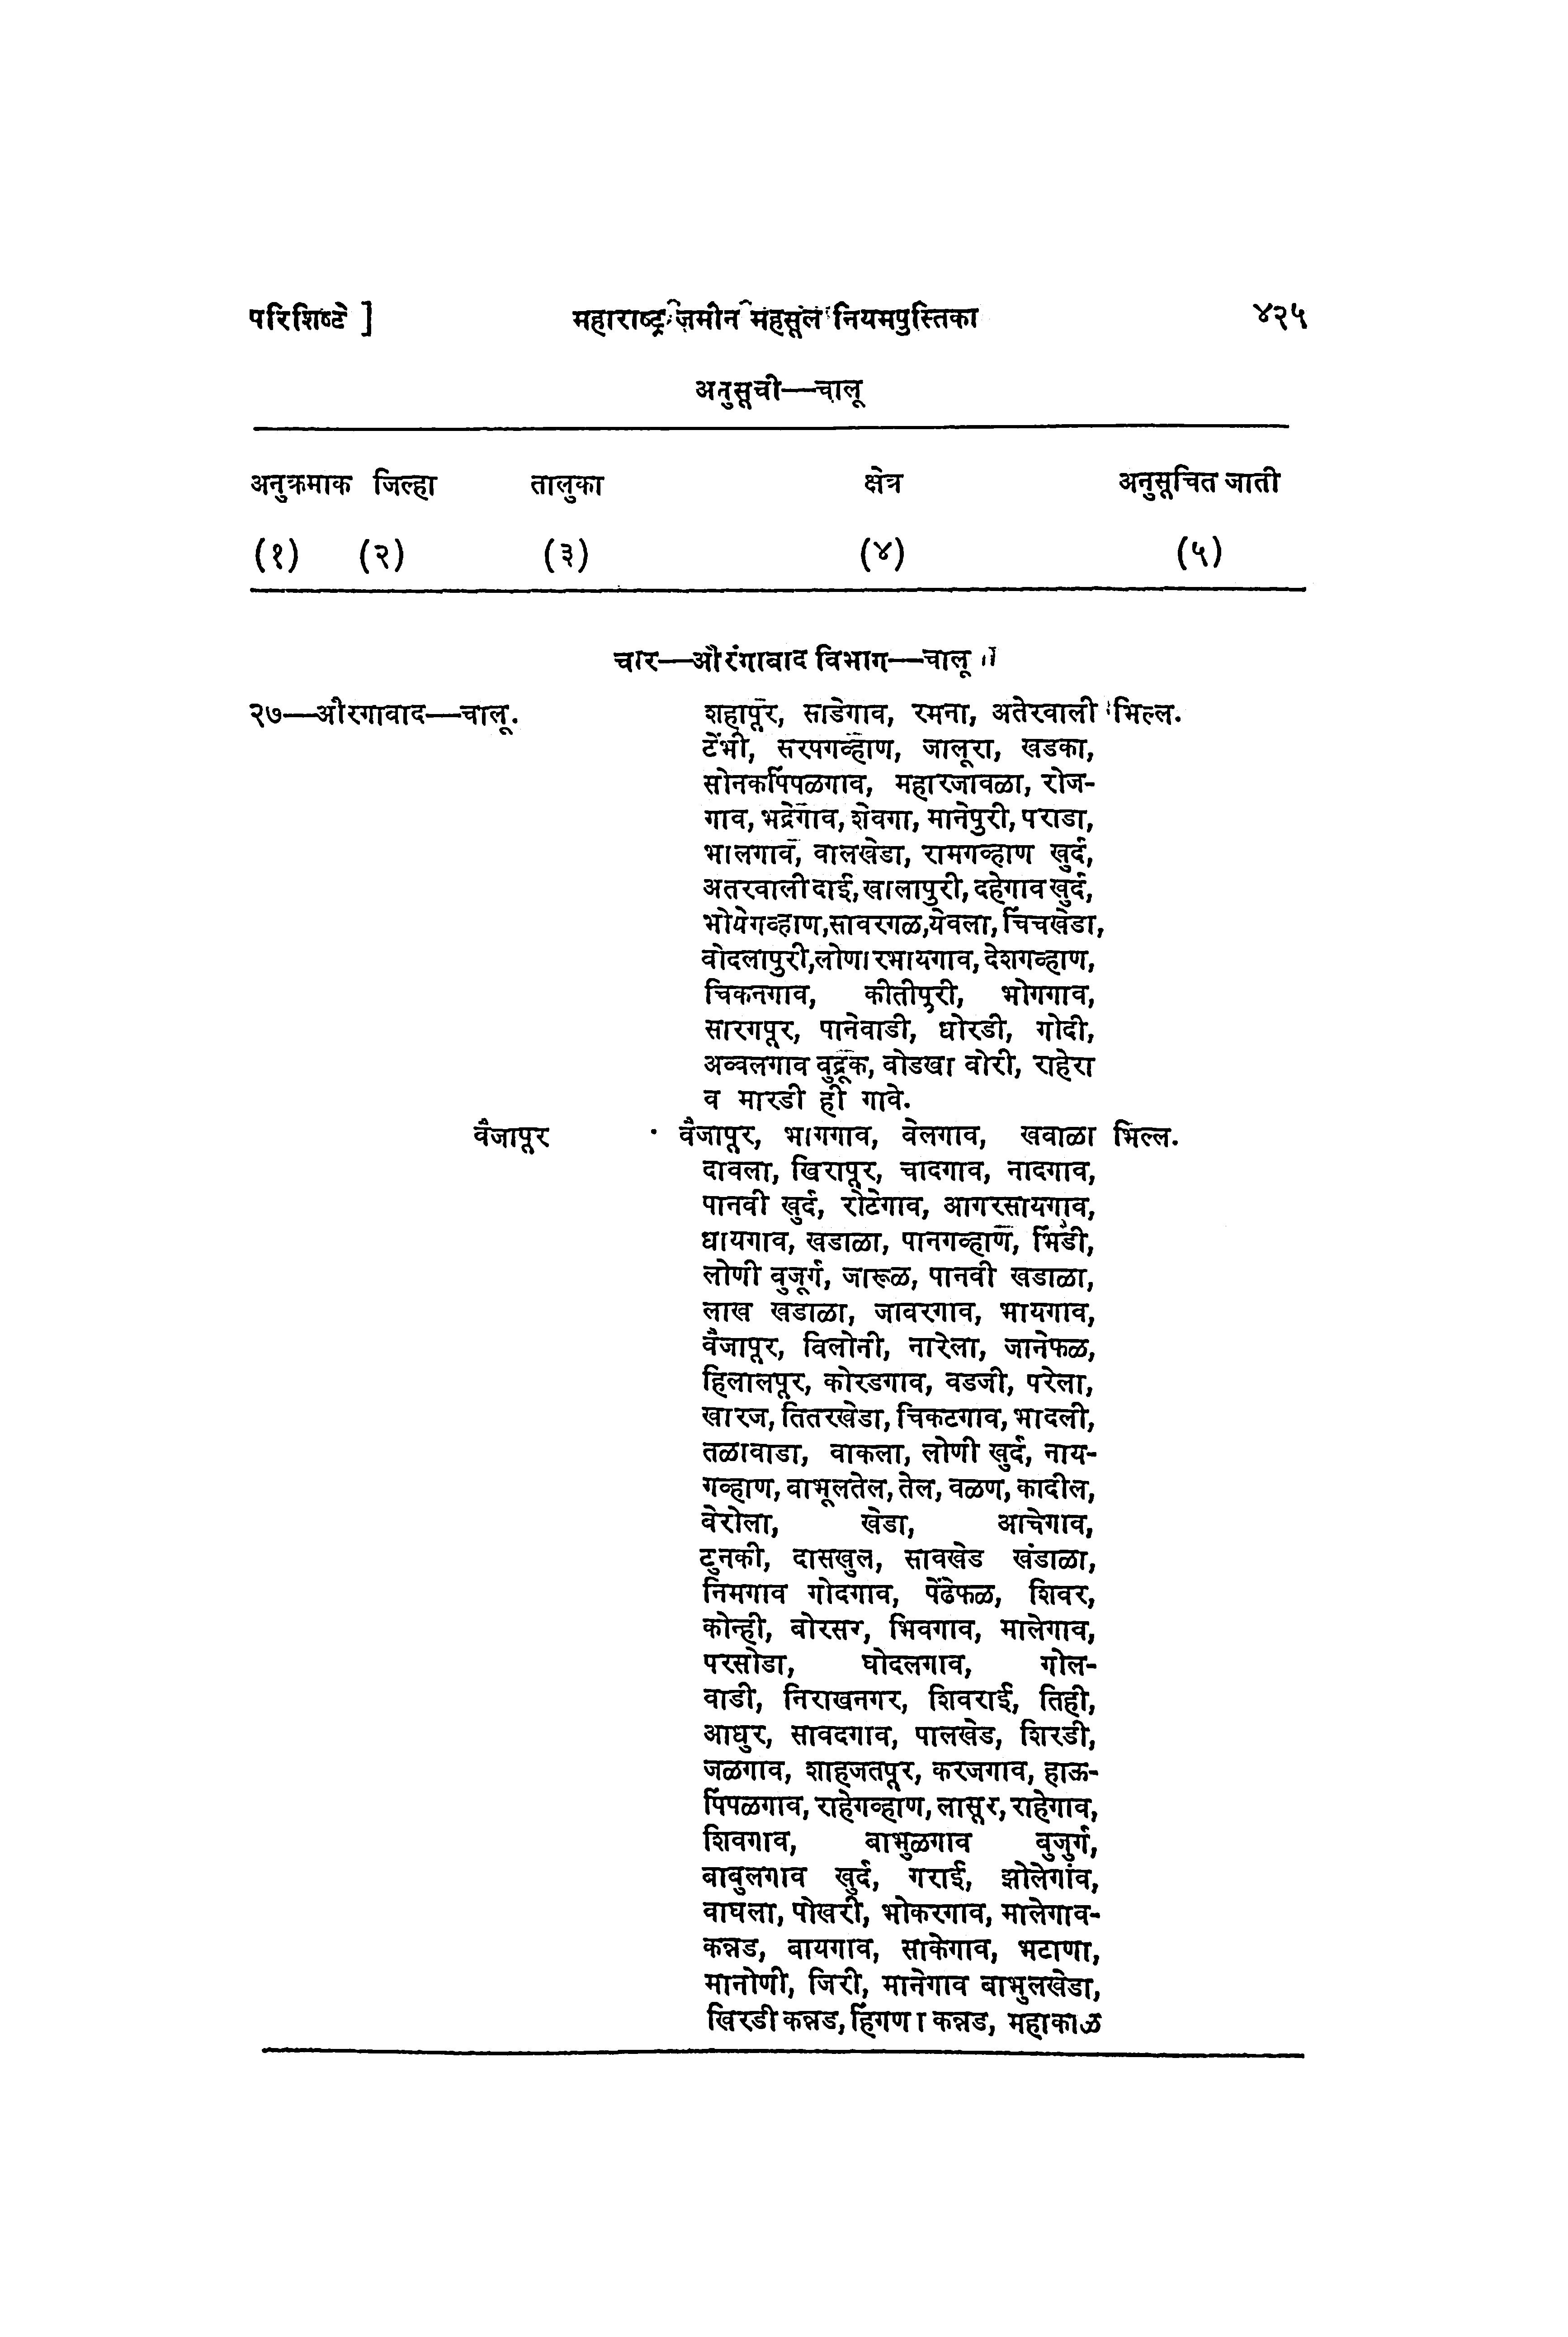 परिशिष्टे ] महाराष्ट्र जमीन महसूल नियमपुस्तिका ४२५
अनुसूची—चालू
अनुक्रमाक जिल्हा तालुका क्षेत्र अनुसूचित जाती
(१) (२) (३) (४) (५)
चार—औरंगावाद विभाग—चालू
२७—औरगावाद—चालू. शहापूर, साडेगाव, रमना, अतेरवाली भिल्ल.
टेंभी, सरपगव्हाण, जालूरा, खडका,
सोनकपिंपळगाव, महारजावळा, रोज-
गाव, भद्रेगाव, शेवगा, मानेपुरी, पराडा,
भालगाव, वालखेडा, रामगव्हाण खुर्द,
अतरवाली दाई, खालापुरी, दहेगाव खुर्द,
भोयेगव्हाण, सावरगळ, येवला, चिंचखेडा,
वोदलापुरी, लोणारभायगाव, देशगव्हाण,
चिकनगाव, कीतीपुरी, भोगगाव,
सारगपूर, पानेवाडी, धोरडी, गोदी,
अव्वलगाव वुद्रूक, वोडखा वोरी, राहेरा
व मारडी ही गावे.
वैजापूर वैजापूर, भागगाव, वेलगाव, खवाळा भिल्ल.
दावला, खिरापूर, चादगाव, नादगाव,
पानवी खुर्द, रोटेगाव, आगरसायगाव,
धायगाव, खडाळा, पानगव्हाण, भिंडी,
लोणी वुजूर्ग, जारूळ, पानवी खडाळा,
लाख खडाळा, जावरगाव, भायगाव,
वैजापूर, विलोनी, नारेला, जानेफळ,
हिलालपूर, कोरडगाव, वडजी, परेला,
खारज, तितरखेडा, चिकटगाव, भादली,
तळावाडा, वाकला, लोणी खुर्द, नाय-
गव्हाण, वाभूलतेल, तेल, वळण, कादील,
वेरोला, खेडा, आचेगाव,
टुनकी, दासखुल, सावखेड खंडाळा,
निमगाव गोदगाव, पेंढेफळ, शिवर,
कोन्ही, बोरसर, भिवगाव, मालेगाव,
परसोडा, घोदलगाव, गोल-
वाडी, निराखनगर, शिवराई, तिही,
आधुर, सावदगाव, पालखेड, शिरडी,
जळगाव, शाहजतपूर, करजगाव, हाऊ-
पिंपळगाव, राहेगव्हाण, लासूर, राहेगाव,
शिवगाव, बाभुळगाव वुजुर्ग,
बाबुलगाव खुर्द, गराई, झोलेगांव,
वाघला, पोखरी, भोकरगाव, मालेगाव-
कन्नड, बायगाव, साकेगाव, भटाणा,
मानोणी, जिरी, मानेगाव बाभुलखेडा,
खिरडी कन्नड, हिंगणा कन्नड, महाकाळ